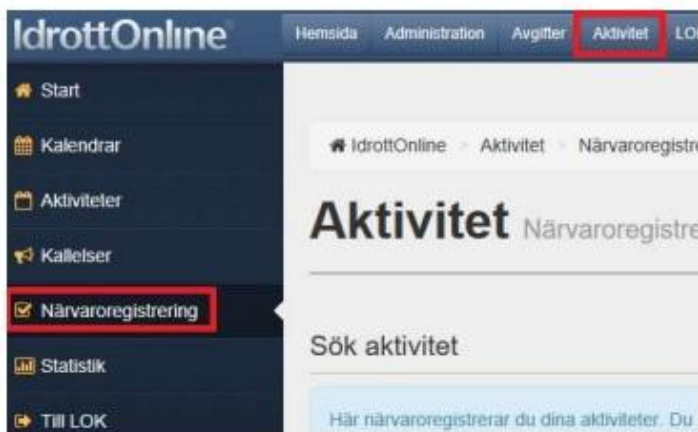 IdrottOnline
Hemsida Administration Avgifter Aktivitet
Start
Kalendrar
Aktiviteter
Kallelser
Närvaroregistrering
Statistik
Till LOK
IdrottOnline > Aktivitet >
Aktivitet
Sök aktivitet
Här närvaroregistrerar du dina aktiviteter. Du